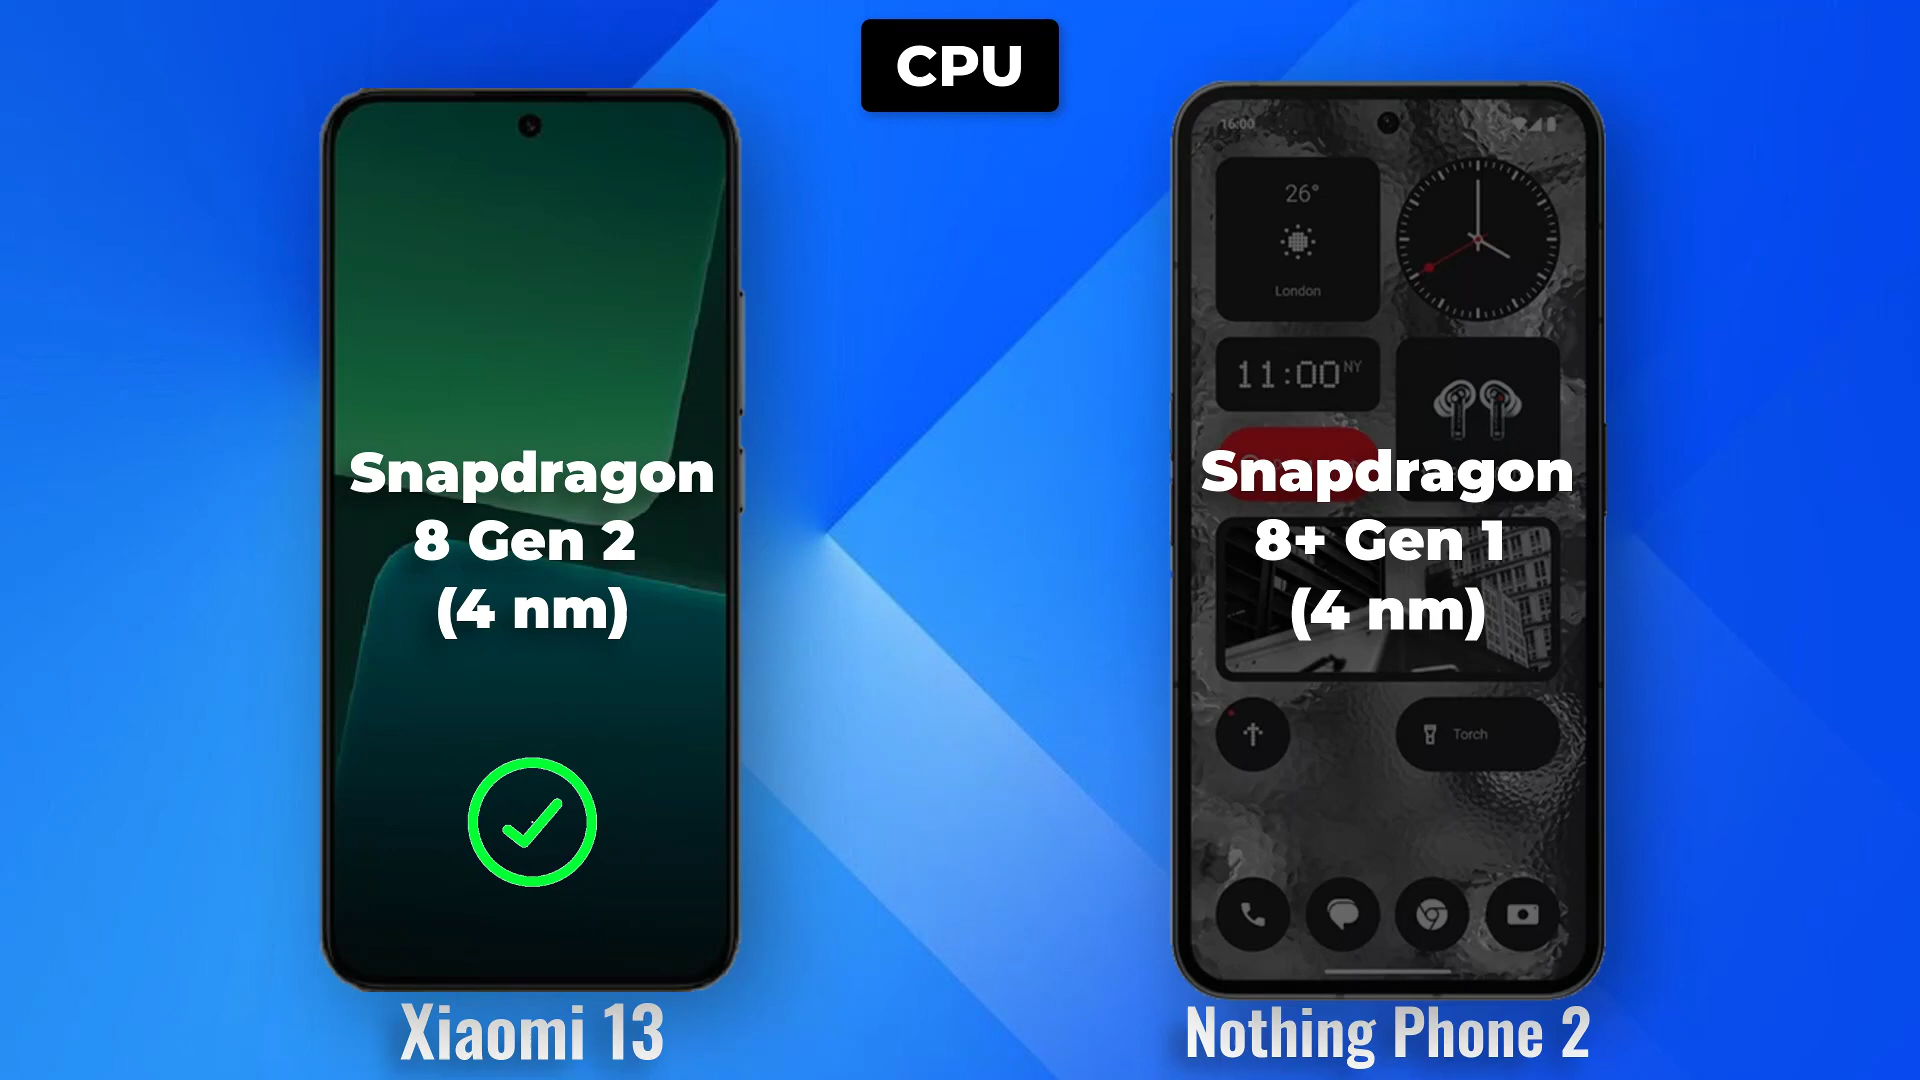 CPU
16:00
26°
London
11:00 NY
Snapdragon
8 Gen 2
(4 nm)
Snapdragon
8+ Gen 1
(4 nm)
Torch
Xiaomi 13
Nothing Phone 2